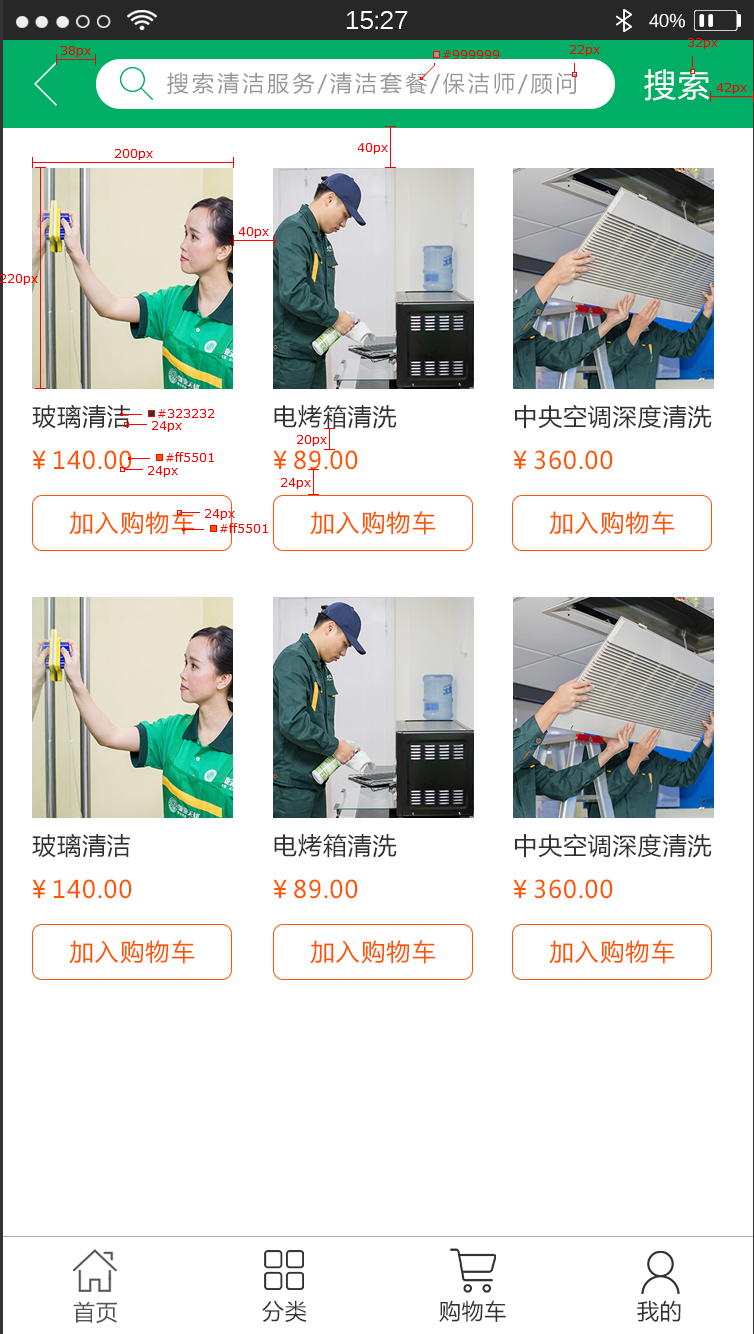 15:27
40%
38px
#999999
22px
32px
搜索清洁服务/清洁套餐/保洁师/顾问
搜索
42px
200px
40px
40px
220px
玻璃清洁
#323232
24px
电烤箱清洗
中央空调深度清洗
20px
¥ 140.00
#ff5501
24px
¥ 89.00
¥ 360.00
24px
加入购物车
24px
#ff5501
加入购物车
加入购物车
玻璃清洁
电烤箱清洗
中央空调深度清洗
¥ 140.00
¥ 89.00
¥ 360.00
加入购物车
加入购物车
加入购物车
首页
分类
购物车
我的